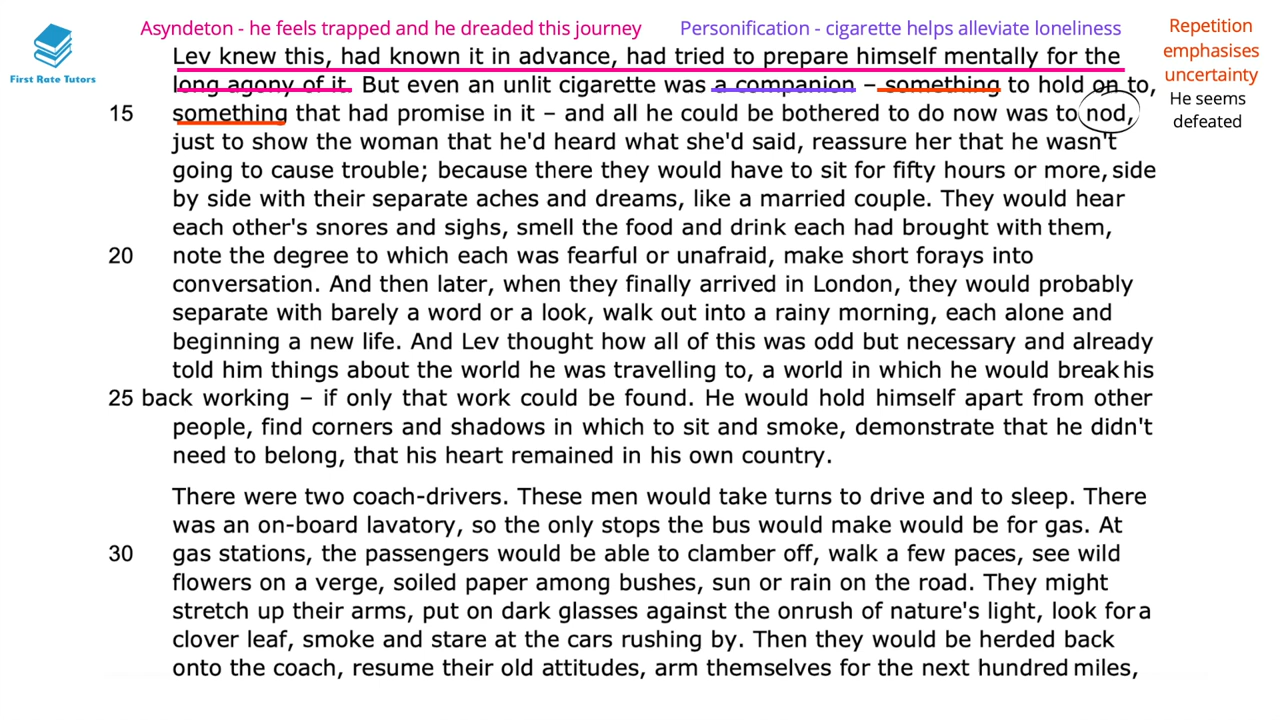 Asyndeton - he feels trapped and he dreaded this journey
Personification - cigarette helps alleviate loneliness
Repetition
emphasises
uncertainty
He seems
defeated
First Rate Tutors
Lev knew this, had known it in advance, had tried to prepare himself mentally for the
long agony of it. But even an unlit cigarette was a companion – something to hold on to,
15 something that had promise in it – and all he could be bothered to do now was to nod,
just to show the woman that he'd heard what she'd said, reassure her that he wasn't
going to cause trouble; because there they would have to sit for fifty hours or more, side
by side with their separate aches and dreams, like a married couple. They would hear
each other's snores and sighs, smell the food and drink each had brought with them,
20 note the degree to which each was fearful or unafraid, make short forays into
conversation. And then later, when they finally arrived in London, they would probably
separate with barely a word or a look, walk out into a rainy morning, each alone and
beginning a new life. And Lev thought how all of this was odd but necessary and already
told him things about the world he was travelling to, a world in which he would break his
25 back working – if only that work could be found. He would hold himself apart from other
people, find corners and shadows in which to sit and smoke, demonstrate that he didn't
need to belong, that his heart remained in his own country.
There were two coach-drivers. These men would take turns to drive and to sleep. There
was an on-board lavatory, so the only stops the bus would make would be for gas. At
30 gas stations, the passengers would be able to clamber off, walk a few paces, see wild
flowers on a verge, soiled paper among bushes, sun or rain on the road. They might
stretch up their arms, put on dark glasses against the onrush of nature's light, look for a
clover leaf, smoke and stare at the cars rushing by. Then they would be herded back
onto the coach, resume their old attitudes, arm themselves for the next hundred miles,